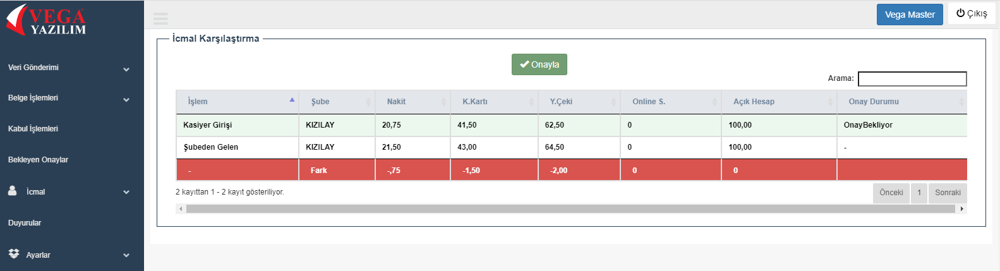 VEGA
YAZILIM
Vega Master
Çıkış
Veri Gönderimi
Belge İşlemleri
Kabul İşlemleri
Bekleyen Onaylar
İcmal
Duyurular
Ayarlar
İcmal Karşılaştırma
Onayla
Arama:
İşlem Şube Nakit K.Kartı Y.Çeki Online S. Açık Hesap Onay Durumu
Kasiyer Girişi KIZILAY 20,75 41,50 62,50 0 100,00 OnayBekliyor
Şubeden Gelen KIZILAY 21,50 43,00 64,50 0 100,00 -
- Fark -,75 -1,50 -2,00 0 0
2 kayıttan 1 - 2 kayıt gösteriliyor.
Önceki 1 Sonraki